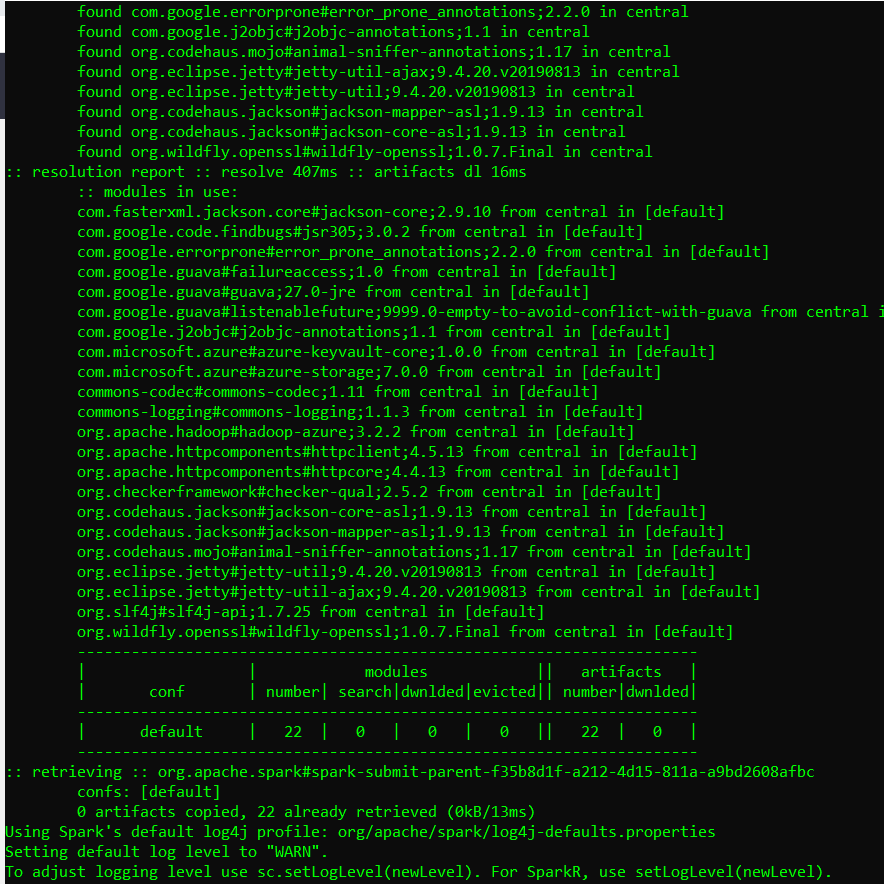 found com.google.errorprone#error_prone_annotations;2.2.0 in central
found com.google.j2objc#j2objc-annotations;1.1 in central
found org.codehaus.mojo#animal-sniffer-annotations;1.17 in central
found org.eclipse.jetty#jetty-util-ajax;9.4.20.v20190813 in central
found org.eclipse.jetty#jetty-util;9.4.20.v20190813 in central
found org.codehaus.jackson#jackson-mapper-asl;1.9.13 in central
found org.codehaus.jackson#jackson-core-asl;1.9.13 in central
found org.wildfly.openssl#wildfly-openssl;1.0.7.Final in central
:: resolution report :: resolve 407ms :: artifacts dl 16ms
:: modules in use:
com.fasterxml.jackson.core#jackson-core;2.9.10 from central in [default]
com.google.code.findbugs#jsr305;3.0.2 from central in [default]
com.google.errorprone#error_prone_annotations;2.2.0 from central in [default]
com.google.guava#failureaccess;1.0 from central in [default]
com.google.guava#guava;27.0-jre from central in [default]
com.google.guava#listenablefuture;9999.0-empty-to-avoid-conflict-with-guava from central i
com.google.j2objc#j2objc-annotations;1.1 from central in [default]
com.microsoft.azure#azure-keyvault-core;1.0.0 from central in [default]
com.microsoft.azure#azure-storage;7.0.0 from central in [default]
commons-codec#commons-codec;1.11 from central in [default]
commons-logging#commons-logging;1.1.3 from central in [default]
org.apache.hadoop#hadoop-azure;3.2.2 from central in [default]
org.apache.httpcomponents#httpclient;4.5.13 from central in [default]
org.apache.httpcomponents#httpcore;4.4.13 from central in [default]
org.checkerframework#checker-qual;2.5.2 from central in [default]
org.codehaus.jackson#jackson-core-asl;1.9.13 from central in [default]
org.codehaus.jackson#jackson-mapper-asl;1.9.13 from central in [default]
org.codehaus.mojo#animal-sniffer-annotations;1.17 from central in [default]
org.eclipse.jetty#jetty-util;9.4.20.v20190813 from central in [default]
org.eclipse.jetty#jetty-util-ajax;9.4.20.v20190813 from central in [default]
org.slf4j#slf4j-api;1.7.25 from central in [default]
org.wildfly.openssl#wildfly-openssl;1.0.7.Final from central in [default]
---------------------------------------------------------------------
|                  |            modules            ||   artifacts   |
|       conf       | number| search|dwnlded|evicted|| number|dwnlded|
---------------------------------------------------------------------
|      default     |   22  |   0   |   0   |   0   ||   22  |   0   |
---------------------------------------------------------------------
:: retrieving :: org.apache.spark#spark-submit-parent-f35b8d1f-a212-4d15-811a-a9bd2608afbc
confs: [default]
0 artifacts copied, 22 already retrieved (0kB/13ms)
Using Spark's default log4j profile: org/apache/spark/log4j-defaults.properties
Setting default log level to "WARN".
To adjust logging level use sc.setLogLevel(newLevel). For SparkR, use setLogLevel(newLevel).